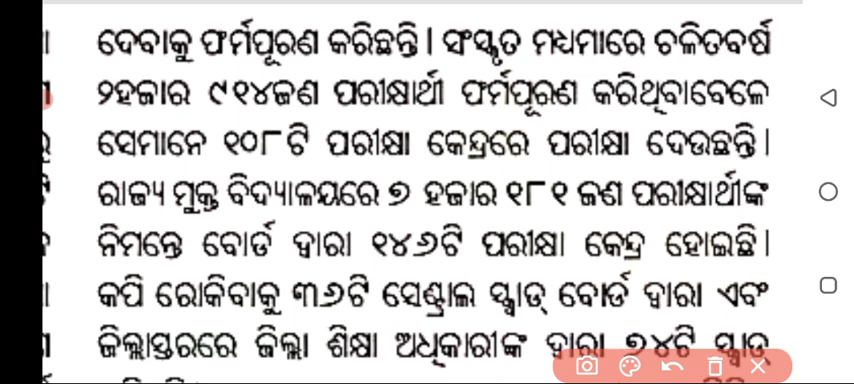 ଦେବାକୁ ଫର୍ମପୂରଣ କରିଛନ୍ତି । ସଂସ୍କୃତ ମଧ୍ୟମାରେ ଚଳିତବର୍ଷ
୨ହଜାର ୯୧୪ଜଣ ପରୀକ୍ଷାର୍ଥୀ ଫର୍ମପୂରଣ କରିଥିବାବେଳେ
ସେମାନେ ୧୦୮ଟି ପରୀକ୍ଷା କେନ୍ଦ୍ରରେ ପରୀକ୍ଷା ଦେଉଛନ୍ତି ।
ରାଜ୍ୟ ମୁକ୍ତ ବିଦ୍ୟାଳୟରେ ୭ ହଜାର ୧୮୧ ଜଣ ପରୀକ୍ଷାର୍ଥୀଙ୍କ
ନିମନ୍ତେ ବୋର୍ଡ ଦ୍ୱାରା ୧୪୬ଟି ପରୀକ୍ଷା କେନ୍ଦ୍ର ହୋଇଛି ।
କପି ରୋକିବାକୁ ୩୬ଟି ସେଣ୍ଟ୍ରାଲ ସ୍କ୍ୱାଡ୍ ବୋର୍ଡ ଦ୍ୱାରା ଏବଂ
ଜିଲ୍ଲାସ୍ତରରେ ଜିଲ୍ଲା ଶିକ୍ଷା ଅଧିକାରୀଙ୍କ ଦ୍ୱାରା ୭୪ଟି ସ୍କ୍ୱାଡ୍